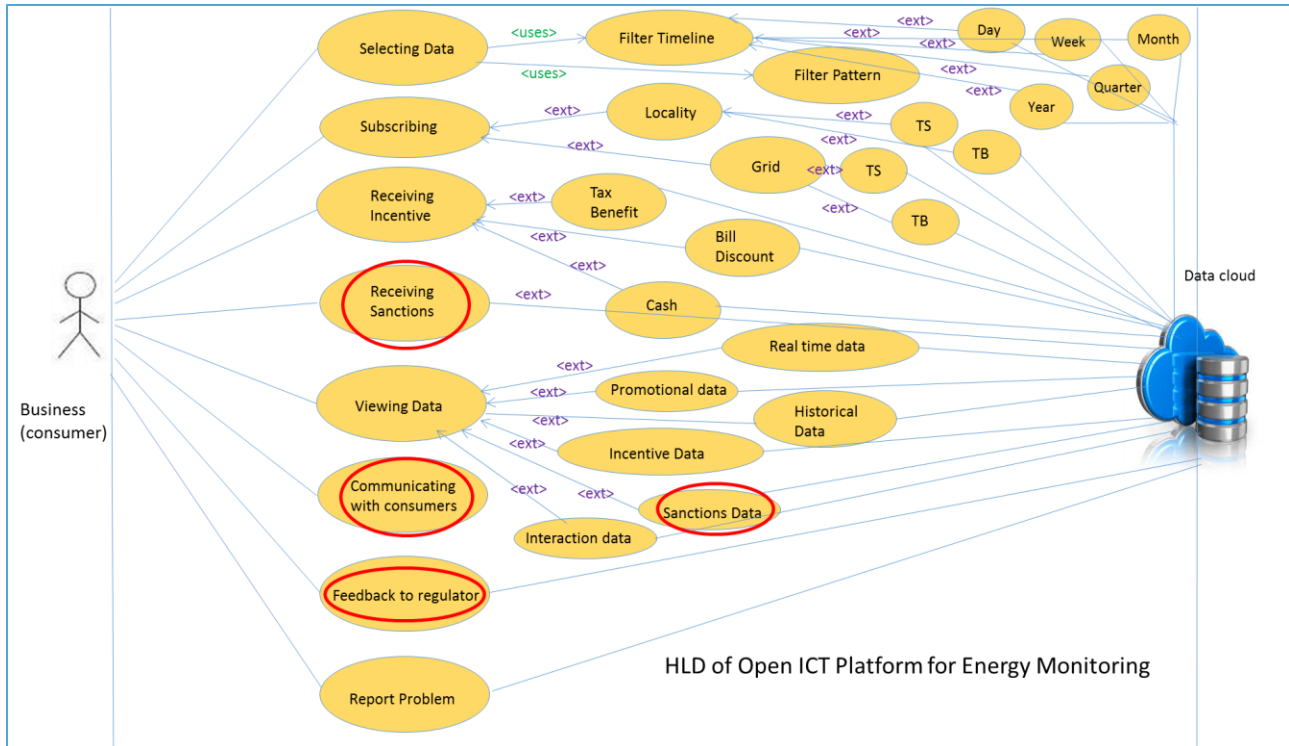 Selecting Data
<uses>
Filter Timeline
<ext>
<ext>
Day
<ext>
Week
Month
<uses>
Filter Pattern
<ext>
<ext>
Year
Quarter
Subscribing
<ext>
Locality
<ext>
TS
<ext>
TB
<ext>
Grid
<ext>
TS
<ext>
TB
Receiving
Incentive
<ext>
Tax
Benefit
<ext>
Bill
Discount
<ext>
Cash
Receiving
Sanctions
<ext>
Data cloud
Business
(consumer)
Viewing Data
<ext>
Real time data
<ext>
Promotional data
<ext>
Historical
Data
<ext>
Incentive Data
<ext>
Sanctions Data
<ext>
Interaction data
Communicating
with consumers
Feedback to regulator
Report Problem
HLD of Open ICT Platform for Energy Monitoring